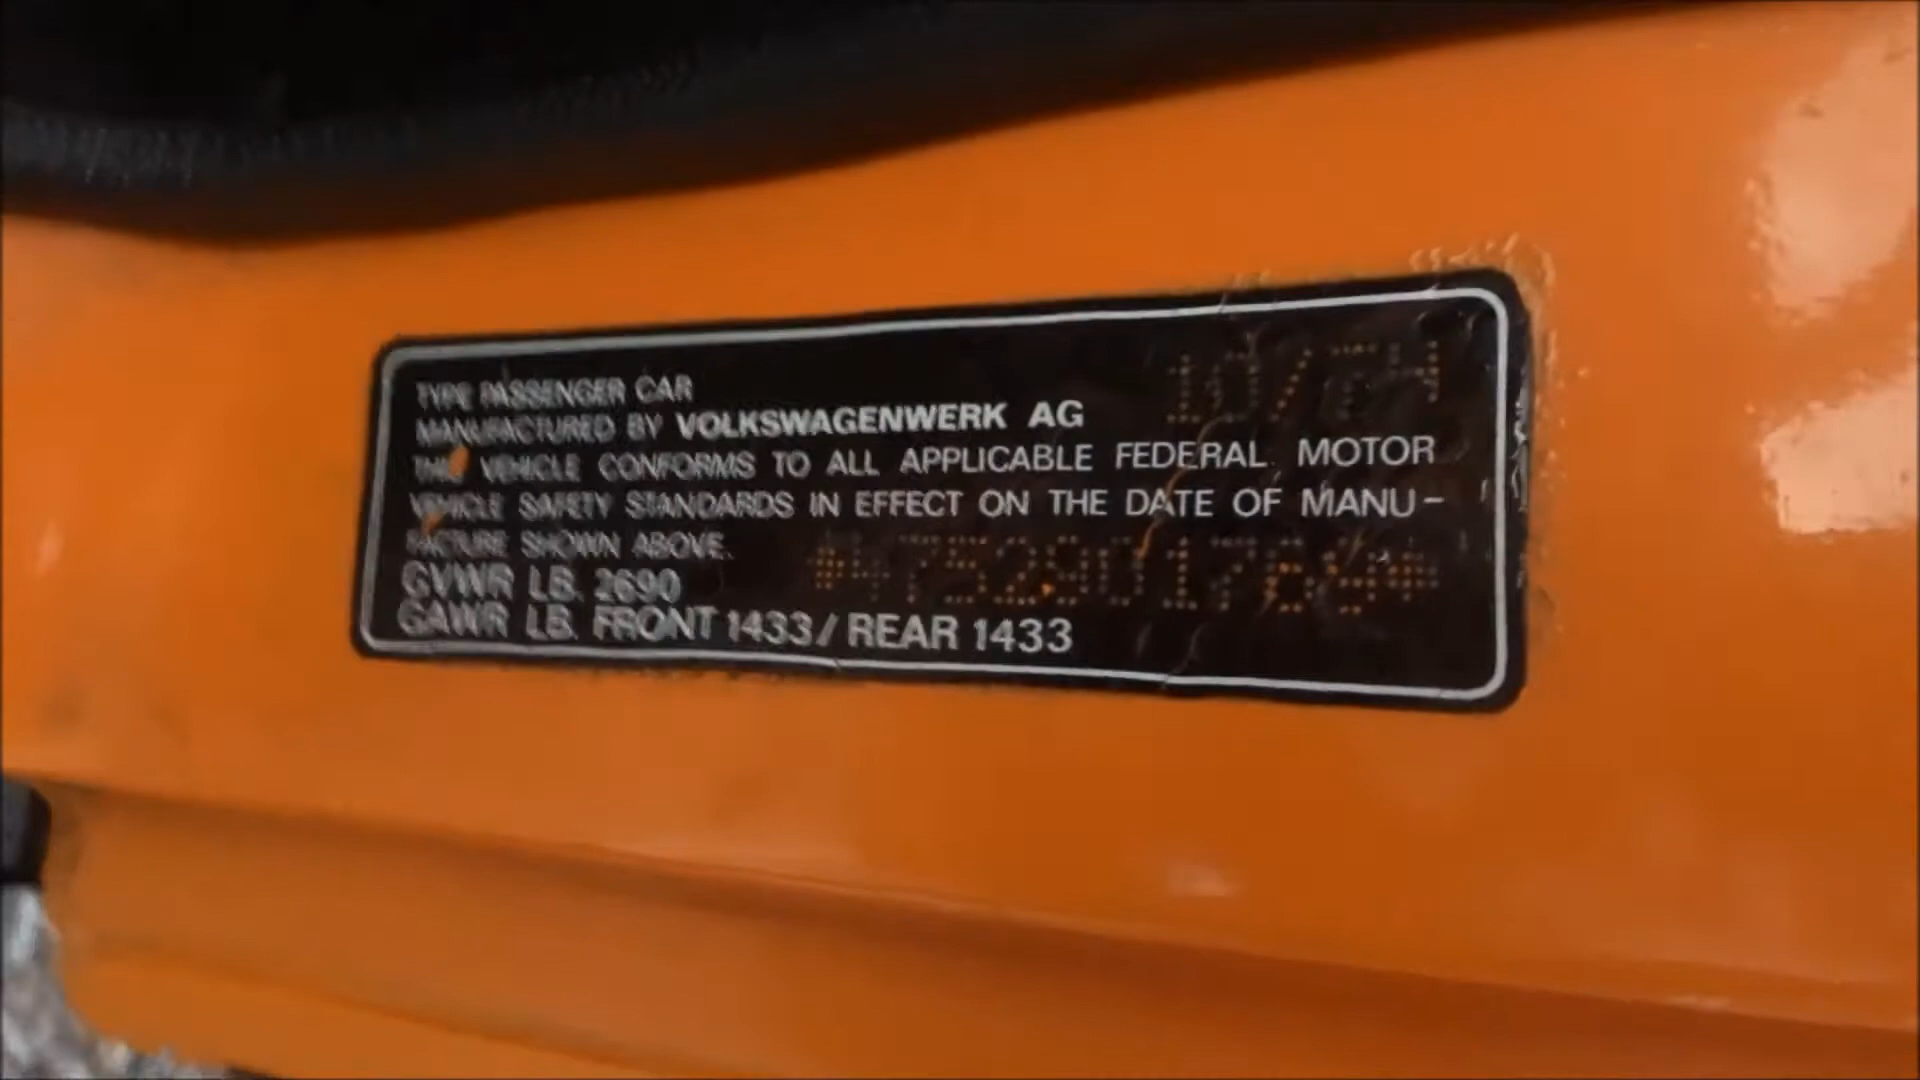 TYPE PASSENGER CAR
MANUFACTURED BY VOLKSWAGENWERK AG
THIS VEHICLE CONFORMS TO ALL APPLICABLE FEDERAL MOTOR
VEHICLE SAFETY STANDARDS IN EFFECT ON THE DATE OF MANU-
FACTURE SHOWN ABOVE.
GVWR LB. 2690
GAWR LB. FRONT 1433/ REAR 1433